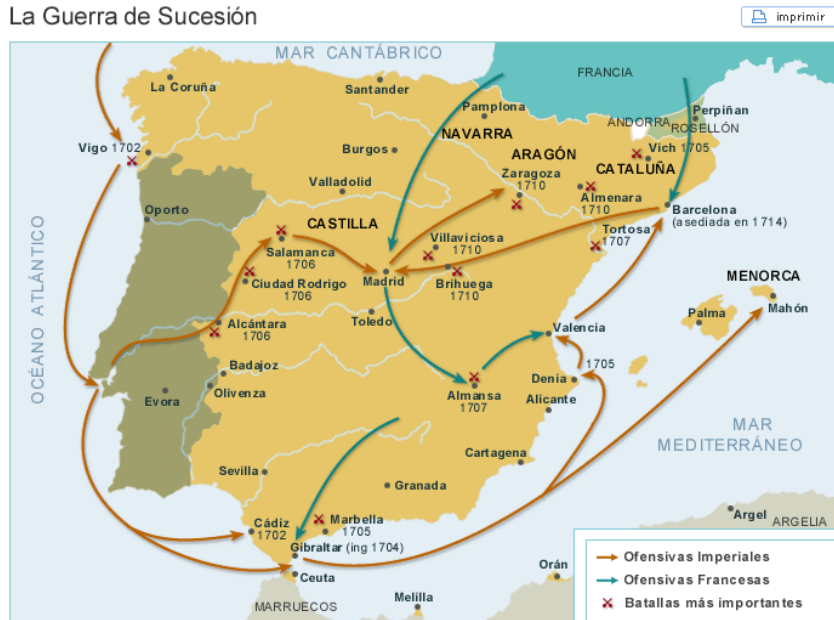 La Guerra de Sucesión
imprimir
MAR CANTÁBRICO
FRANCIA
La Coruña
Santander
Pamplona
Perpiñan
ANDORRA
ROSELLÓN
NAVARRA
Vigo 1702
Burgos
ARAGÓN
Vich 1705
CATALUÑA
Zaragoza
1710
Valladolid
Almenara
1710
Oporto
Barcelona
(asediada en 1714)
CASTILLA
Tortosa
1707
Salamanca
1706
Villaviciosa
1710
OCÉANO ATLÁNTICO
Ciudad Rodrigo
1706
Madrid
Brihuega
1710
MENORCA
Mahón
Palma
Toledo
Alcántara
1706
Valencia
Badajoz
1705
Denia
Evora
Olivenza
Almansa
1707
Alicante
MAR
MEDITERRÁNEO
Cartagena
Sevilla
Granada
Cádiz
1702
Marbella
1705
Argel
ARGELIA
Gibraltar (ing 1704)
Ceuta
Orán
MARRUECOS
Melilla
Ofensivas Imperiales
Ofensivas Francesas
Batallas más importantes